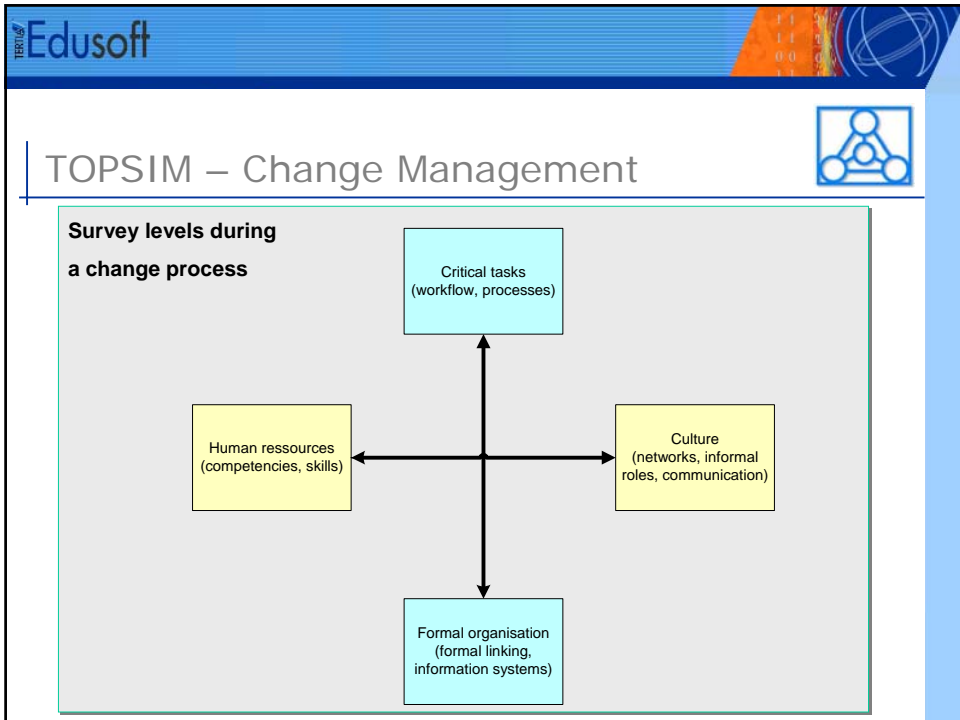 TERTIA Edusoft
TOPSIM – Change Management
Survey levels during
a change process
Critical tasks
(workflow, processes)
Human ressources
(competencies, skills)
Culture
(networks, informal
roles, communication)
Formal organisation
(formal linking,
information systems)